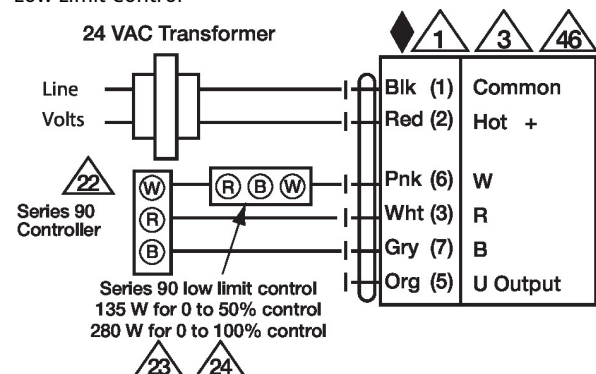 Low Limit Control
24 VAC Transformer
1 3 46
Line
Volts
Blk (1) Common
Red (2) Hot +
22
Series 90
Controller
W
R
B
R B W
Pnk (6) W
Wht (3) R
Gry (7) B
Org (5) U Output
Series 90 low limit control
135 W for 0 to 50% control
280 W for 0 to 100% control
23 24